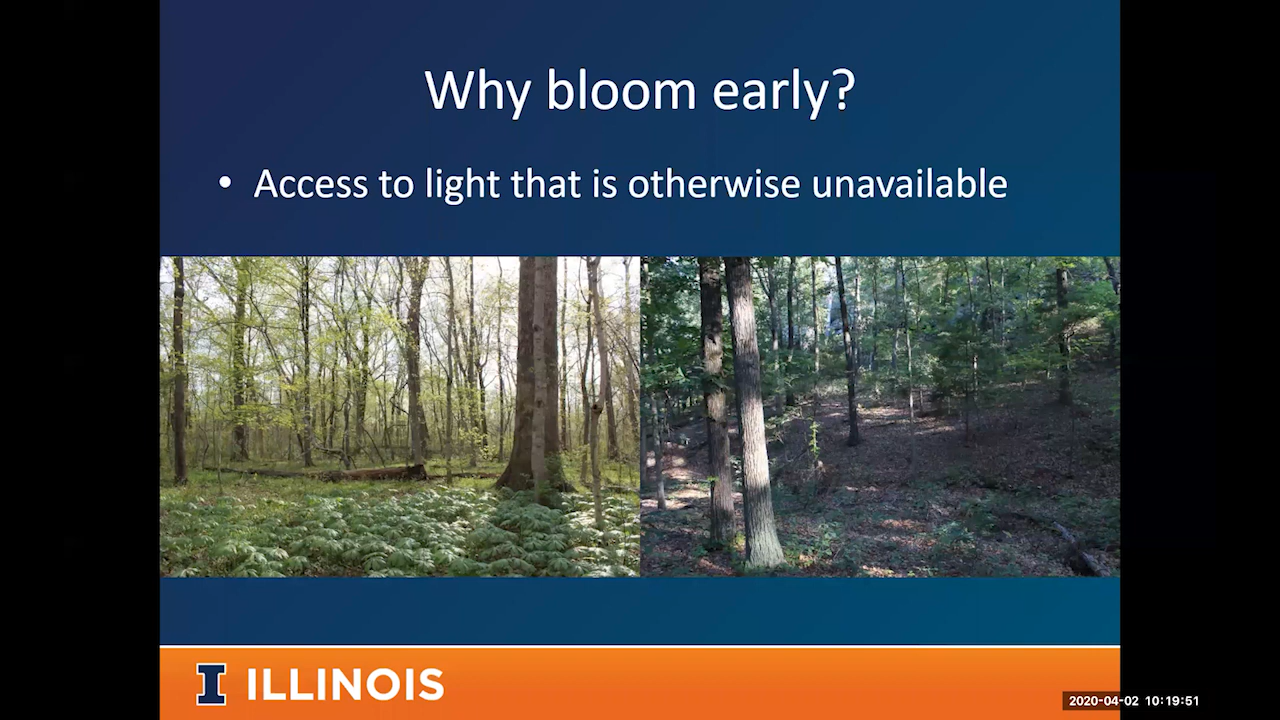 Why bloom early?
• Access to light that is otherwise unavailable
I ILLINOIS
2020-04-02 10:19:51